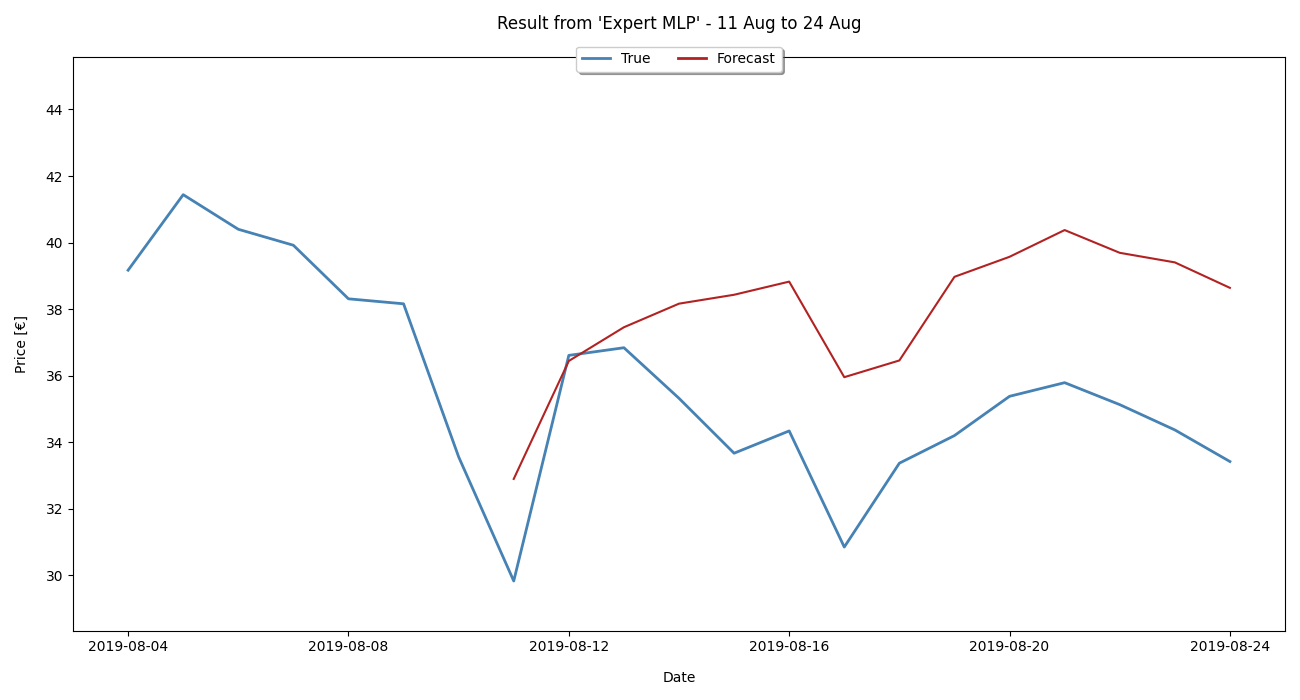 Result from 'Expert MLP' - 11 Aug to 24 Aug
True Forecast
44
42
40
38
36
34
32
30
Price [€]
2019-08-04 2019-08-08 2019-08-12 2019-08-16 2019-08-20 2019-08-24
Date